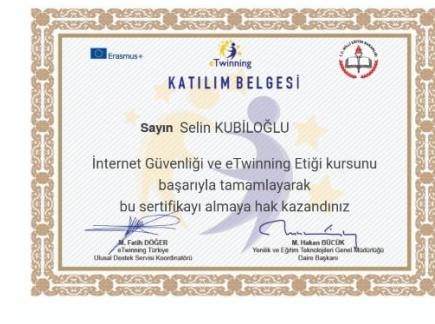 Erasmus+
eTwinning
KATILIM BELGESİ
Sayın Selin KUBİLOĞLU
İnternet Güvenliği ve eTwinning Etiği kursunu
başarıyla tamamlayarak
bu sertifikayı almaya hak kazandınız
M. Fatih DÖĞER
eTwinning Türkiye
Ulusal Destek Servisi Koordinatörü
M. Hakan BÜCÜK
Yenilik ve Eğitim Teknolojileri Genel Müdürlüğü
Daire Başkanı